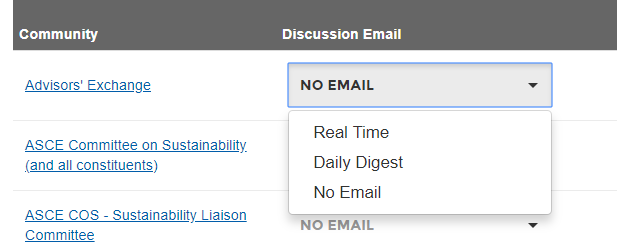 Community Discussion Email
Advisors' Exchange NO EMAIL
Real Time
ASCE Committee on Sustainability
(and all constituents)
Daily Digest
No Email
ASCE COS - Sustainability Liaison
Committee
NO EMAIL